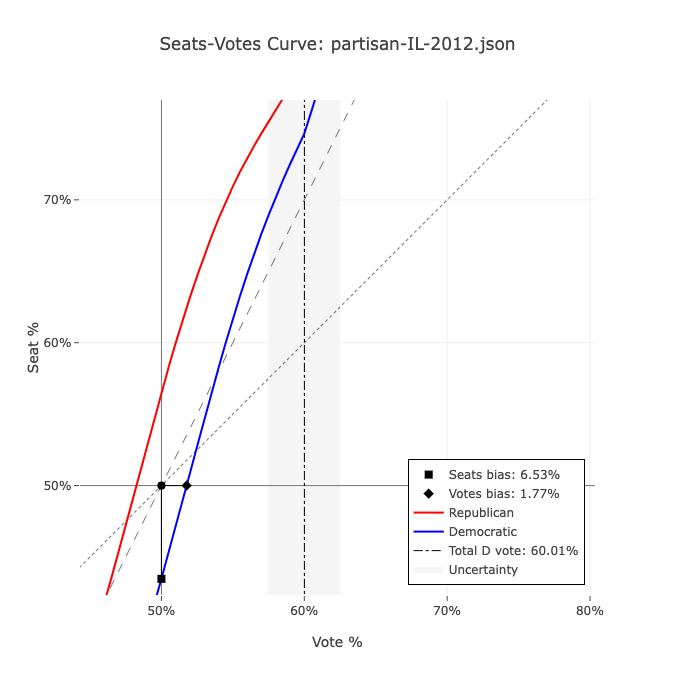 Seats-Votes Curve: partisan-IL-2012.json
Seat %
70%
60%
50%
50%
60%
70%
80%
Vote %
Seats bias: 6.53%
Votes bias: 1.77%
Republican
Democratic
Total D vote: 60.01%
Uncertainty